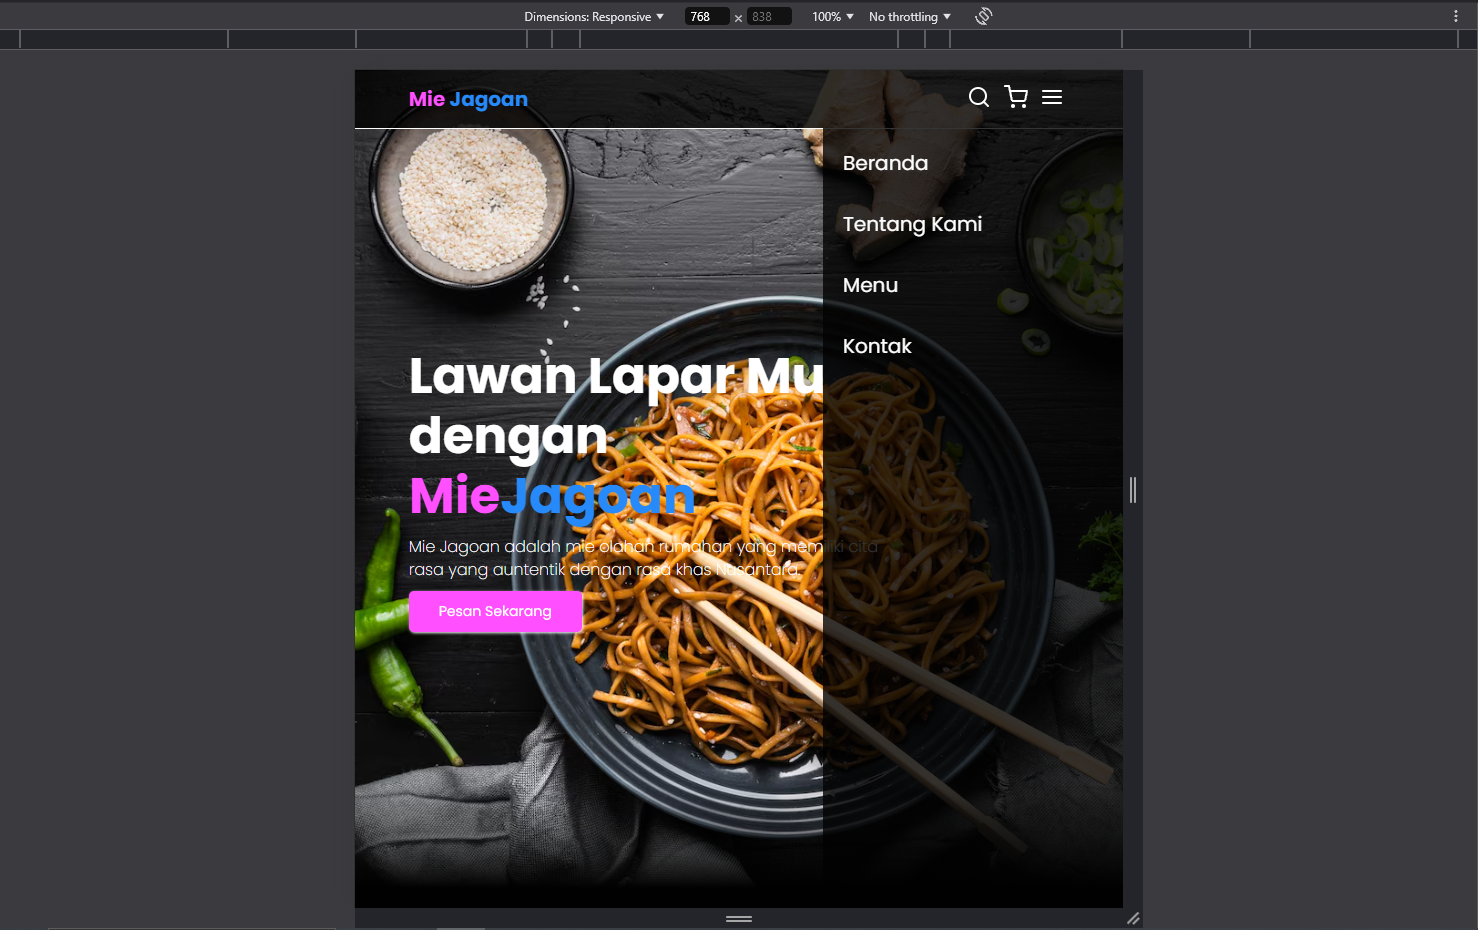 Dimensions: Responsive 768 × 838 100% No throttling
Mie Jagoan
Beranda
Tentang Kami
Menu
Kontak
Lawan Lapar Mu
dengan
MieJagoan
Mie Jagoan adalah mie olahan rumahan yang memilki cita
rasa yang auntentik dengan rasa khas Nusantara.
Pesan Sekarang